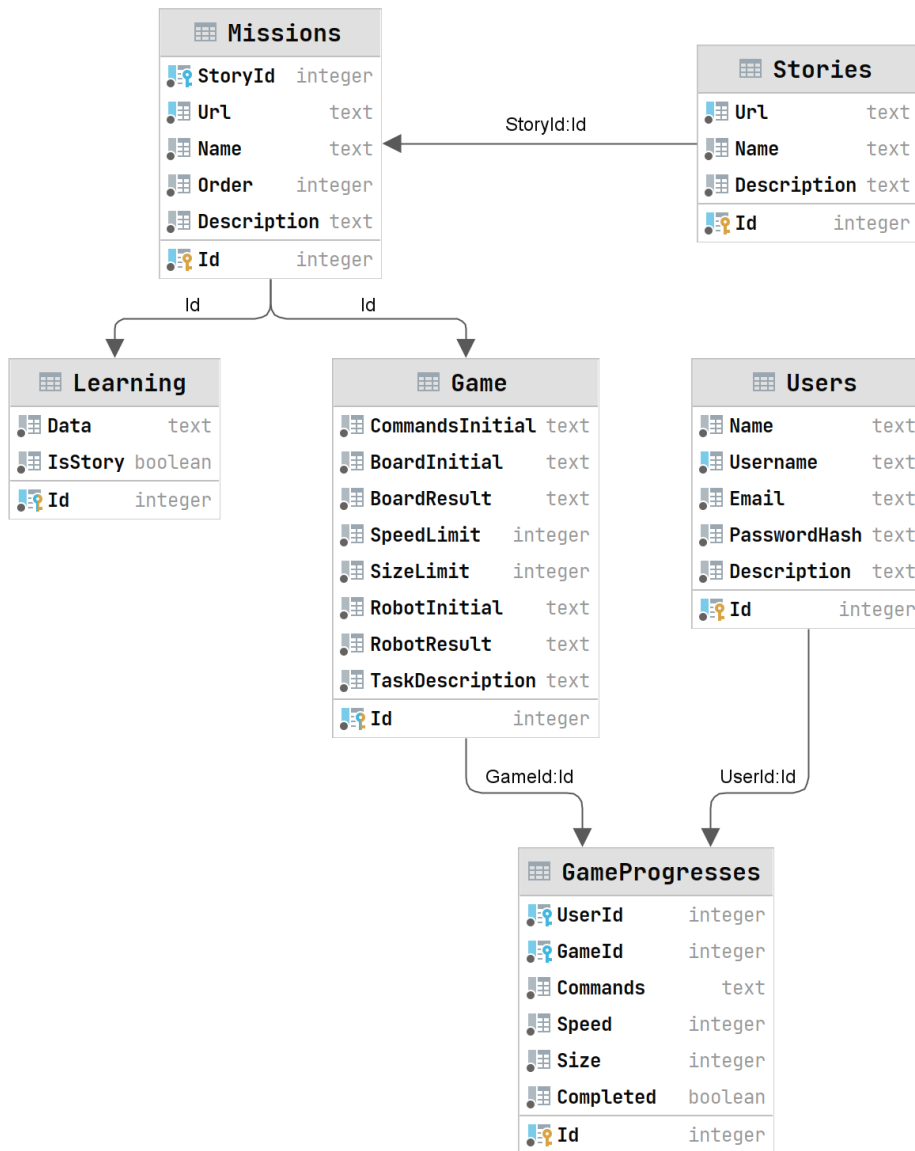 Missions
StoryId integer
Url text
Name text
Order integer
Description text
Id integer
Stories
Url text
Name text
Description text
Id integer
StoryId:Id
Id
Id
Learning
Data text
IsStory boolean
Id integer
Game
CommandsInitial text
BoardInitial text
BoardResult text
SpeedLimit integer
SizeLimit integer
RobotInitial text
RobotResult text
TaskDescription text
Id integer
Users
Name text
Username text
Email text
PasswordHash text
Description text
Id integer
GameId:Id
UserId:Id
GameProgresses
UserId integer
GameId integer
Commands text
Speed integer
Size integer
Completed boolean
Id integer